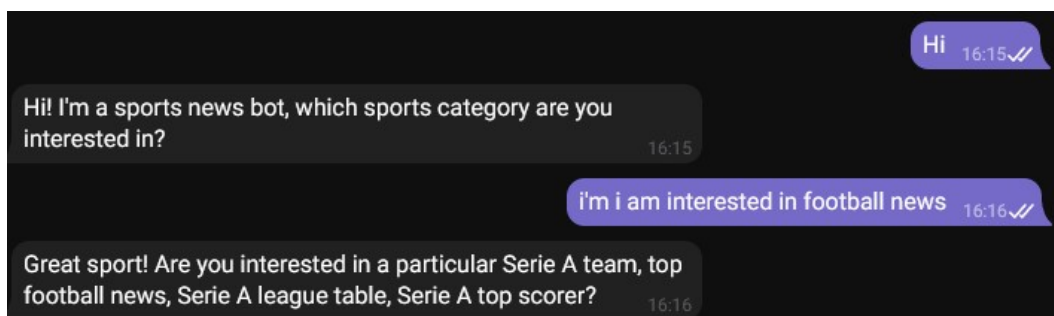 Hi 16:15
Hi! I'm a sports news bot, which sports category are you
interested in?
16:15
i'm i am interested in football news 16:16
Great sport! Are you interested in a particular Serie A team, top
football news, Serie A league table, Serie A top scorer?
16:16